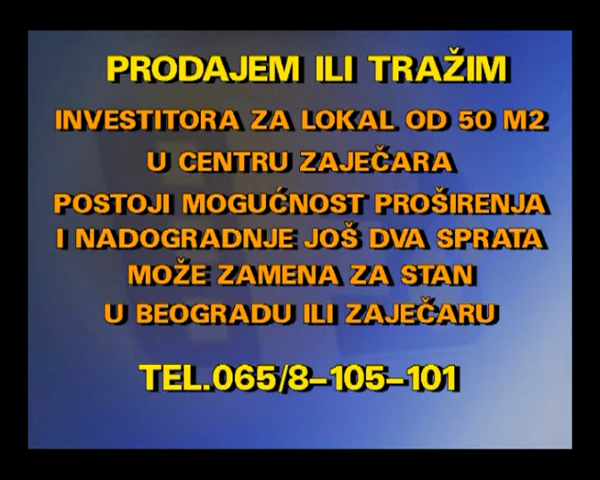 PRODAJEM ILI TRAŽIM
INVESTITORA ZA LOKAL OD 50 M2
U CENTRU ZAJEČARA
POSTOJI MOGUĆNOST PROŠIRENJA
I NADOGRADNJE JOŠ DVA SPRATA
MOŽE ZAMENA ZA STAN
U BEOGRADU ILI ZAJEČARU
TEL.065/8-105-101